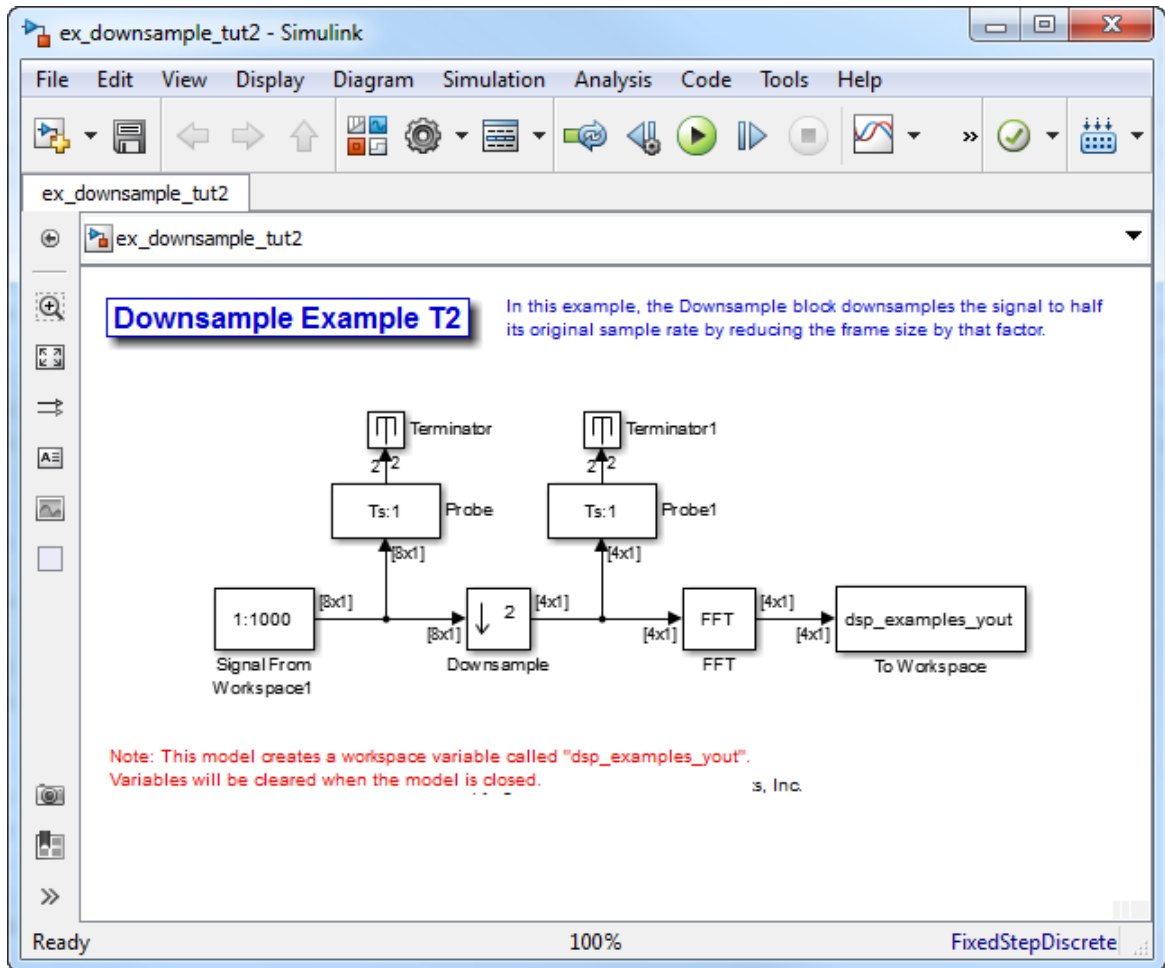 ex_downsample_tut2 - Simulink
File Edit View Display Diagram Simulation Analysis Code Tools Help
ex_downsample_tut2
ex_downsample_tut2
Downsample Example T2
In this example, the Downsample block downsamples the signal to half
its original sample rate by reducing the frame size by that factor.
Terminator
Terminator1
2 2
2 2
Ts:1
Probe
Ts:1
Probe1
[8x1]
[4x1]
1:1000
[8x1]
[8x1]
2
[4x1]
[4x1]
FFT
[4x1]
[4x1]
dsp_examples_yout
Signal From
Workspace1
Downsample
FFT
To Workspace
Note: This model creates a workspace variable called "dsp_examples_yout".
Variables will be cleared when the model is closed.
s, Inc.
Ready
100%
FixedStepDiscrete